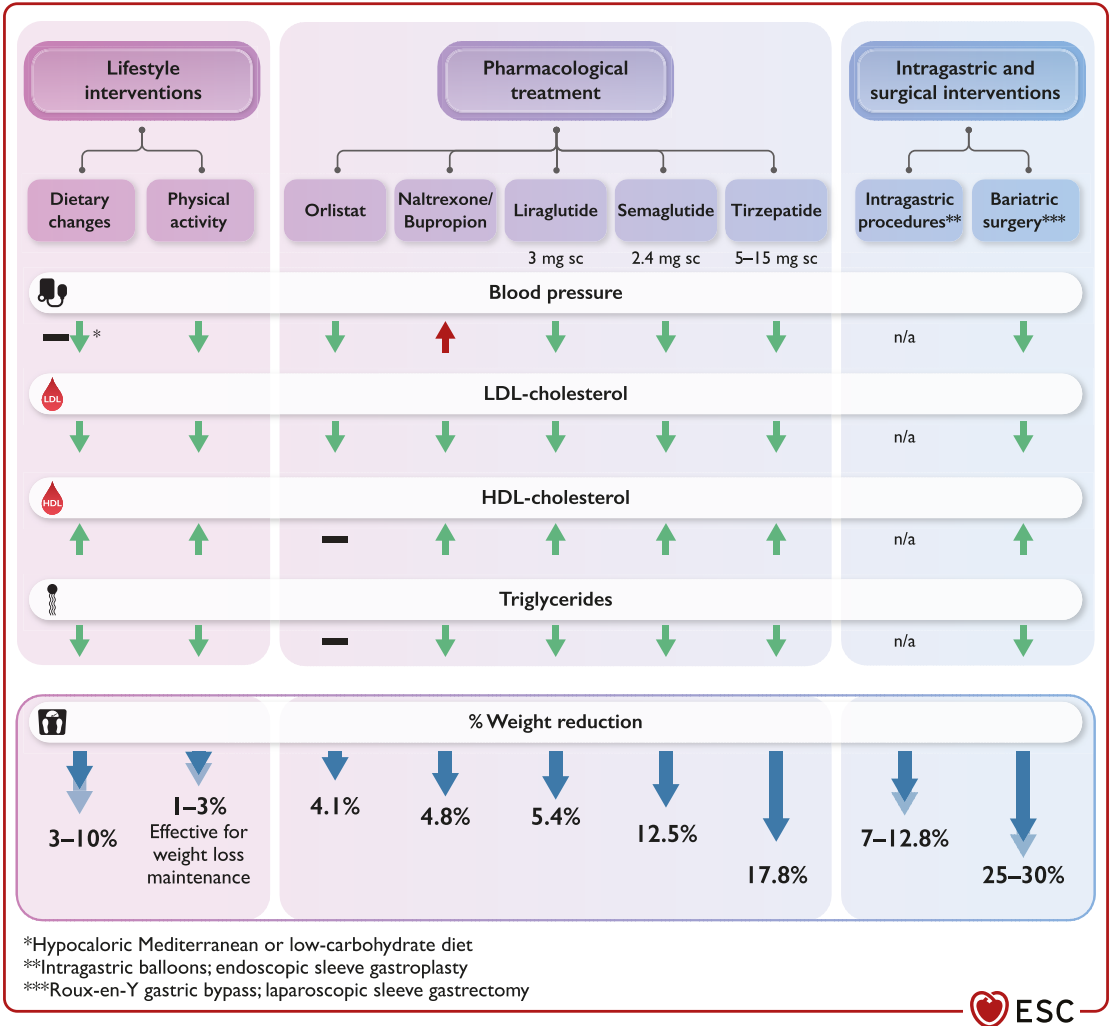 Lifestyle
interventions
Pharmacological
treatment
Intragastric and
surgical interventions
Dietary
changes
Physical
activity
Orlistat
Naltrexone/
Bupropion
Liraglutide
Semaglutide
Tirzepatide
Intragastric
procedures**
Bariatric
surgery***
3 mg sc
2.4 mg sc
5–15 mg sc
Blood pressure
*
n/a
LDL
LDL-cholesterol
n/a
HDL
HDL-cholesterol
n/a
Triglycerides
n/a
% Weight reduction
3–10%
1–3%
Effective for
weight loss
maintenance
4.1%
4.8%
5.4%
12.5%
17.8%
7–12.8%
25–30%
*Hypocaloric Mediterranean or low-carbohydrate diet
**Intragastric balloons; endoscopic sleeve gastroplasty
***Roux-en-Y gastric bypass; laparoscopic sleeve gastrectomy
ESC